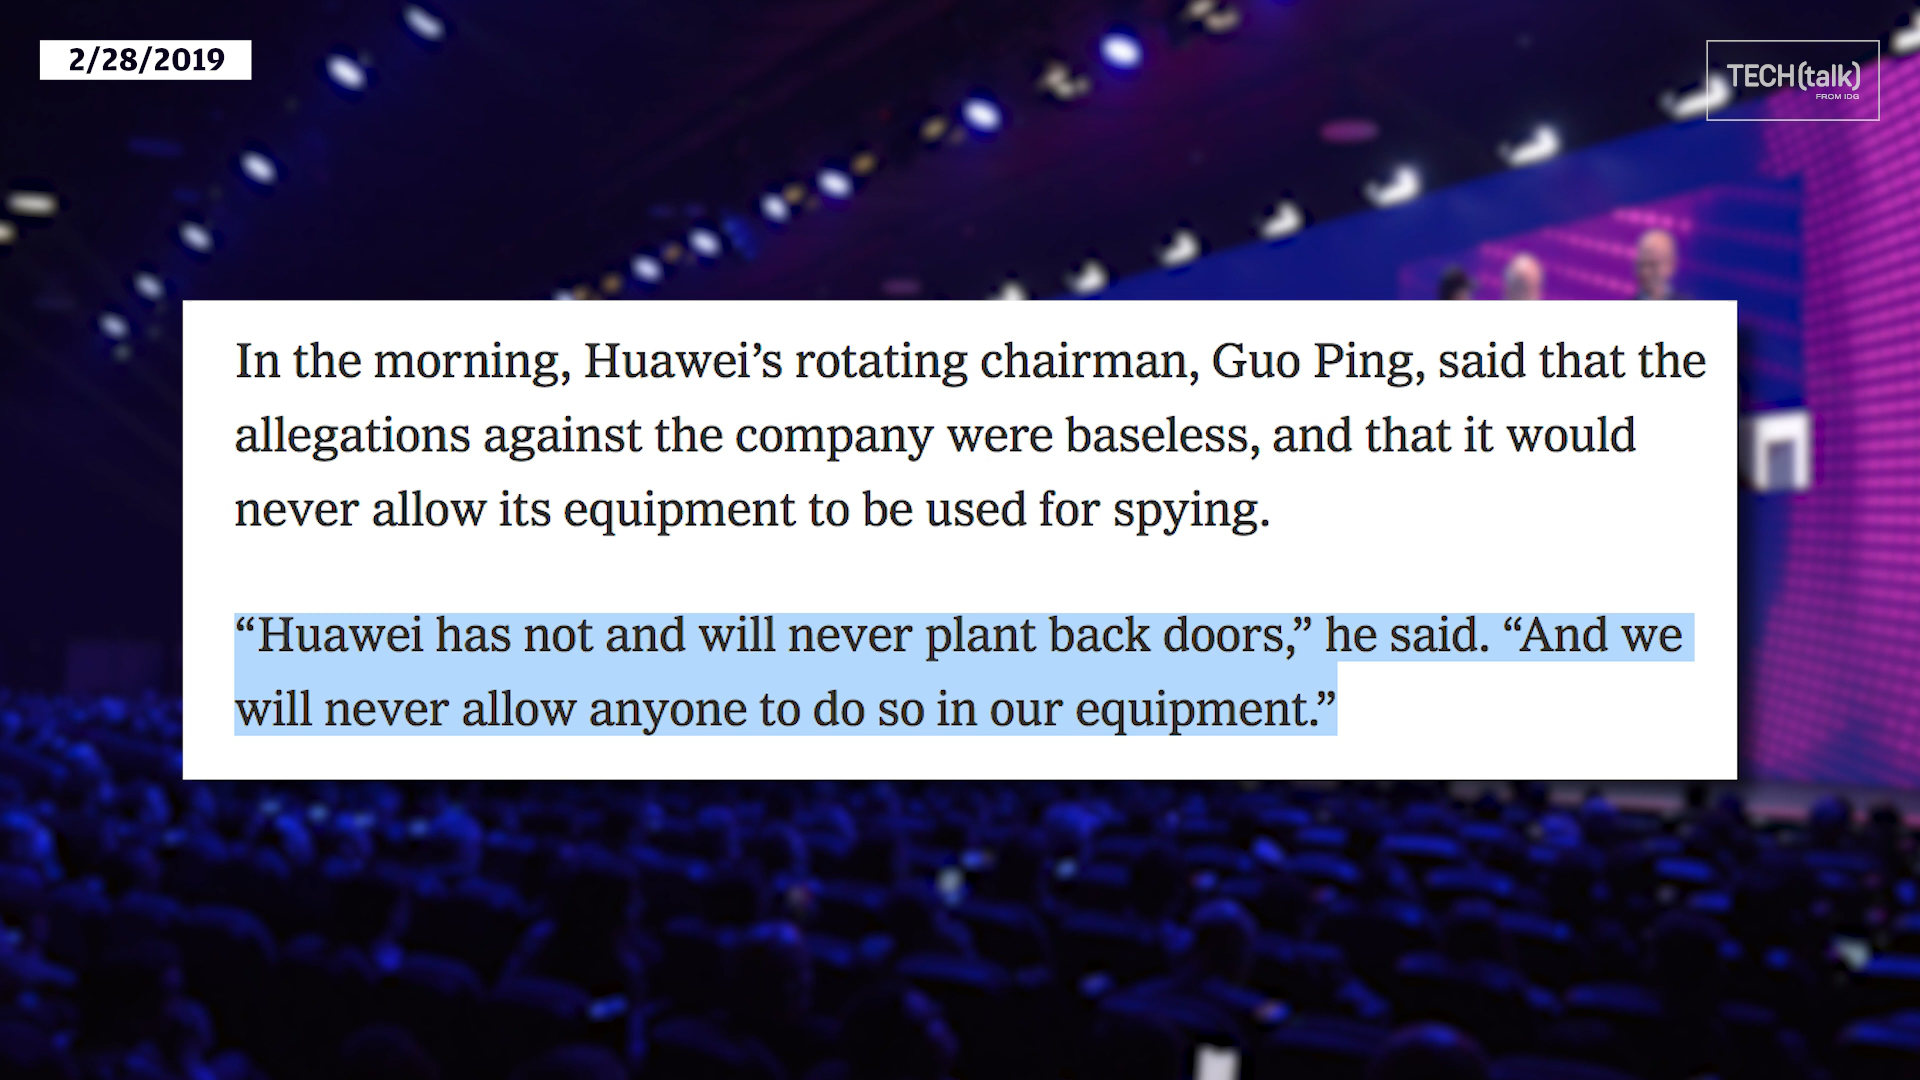 2/28/2019
TECH(talk)
FROM IDG
In the morning, Huawei’s rotating chairman, Guo Ping, said that the
allegations against the company were baseless, and that it would
never allow its equipment to be used for spying.
“Huawei has not and will never plant back doors,” he said. “And we
will never allow anyone to do so in our equipment.”